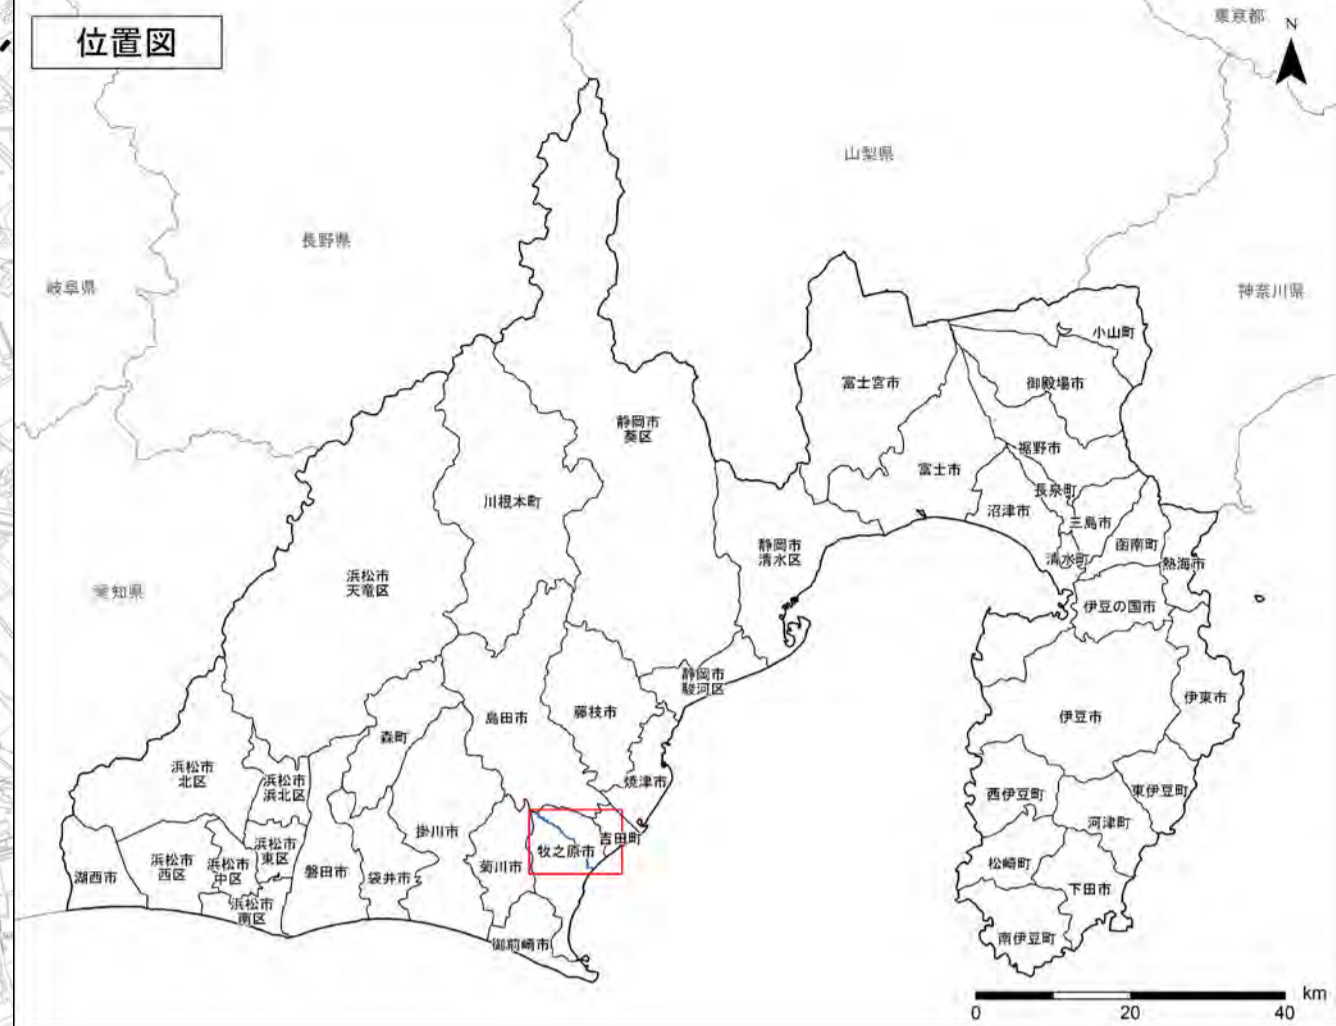 位置図
東京都
N
山梨県
長野県
岐阜県
神奈川県
小山町
富士宮市
御殿場市
静岡市
葵区
裾野市
富士市
長泉町
川根本町
沼津市
三島市
静岡市
清水区
函南町
清水町
熱海市
浜松市
天竜区
愛知県
伊豆の国市
静岡市
駿河区
伊東市
島田市
藤枝市
伊豆市
森町
浜松市
北区
浜松市
浜北区
焼津市
西伊豆町
東伊豆町
河津町
掛川市
吉田町
牧之原市
浜松市
東区
菊川市
浜松市
西区
浜松市
中区
磐田市
袋井市
湖西市
松崎町
下田市
浜松市
南区
御前崎市
南伊豆町
km
0
20
40